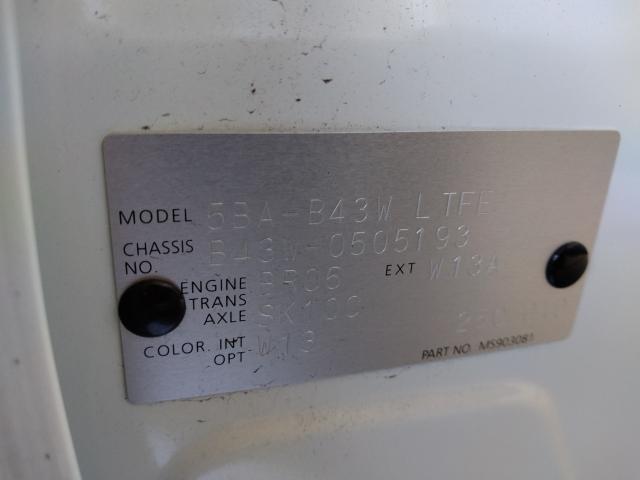 MODEL 5BA-B43W LTFE
CHASSIS NO. B43W-0505193
ENGINE BR06 EXT W13A
TRANS AXLE
COLOR. INT W13
OPT
PART NO. MS903081